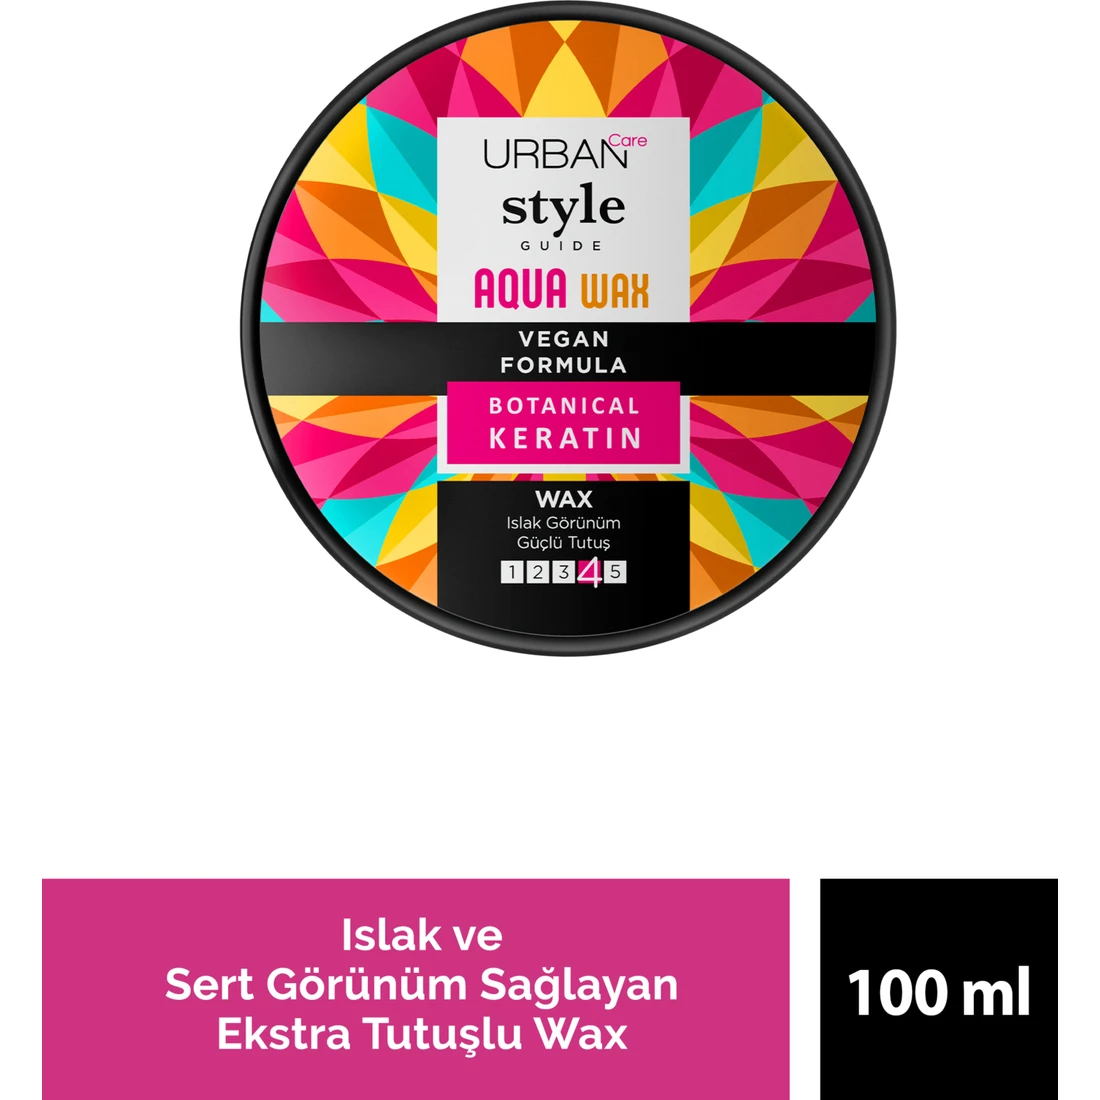 URBAN Care
style
GUIDE
AQUA WAX
VEGAN
FORMULA
BOTANICAL
KERATIN
WAX
Islak Görünüm
Güçlü Tutuş
1 2 3 4 5
Islak ve
Sert Görünüm Sağlayan
Ekstra Tutuşlu Wax
100 ml